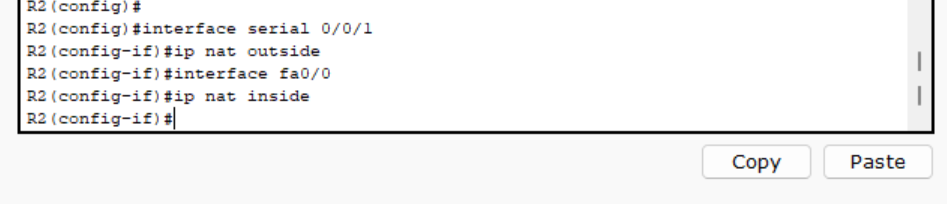 R2(config)#
R2(config)#interface serial 0/0/1
R2(config-if)#ip nat outside
R2(config-if)#interface fa0/0
R2(config-if)#ip nat inside
R2(config-if)#
Copy Paste